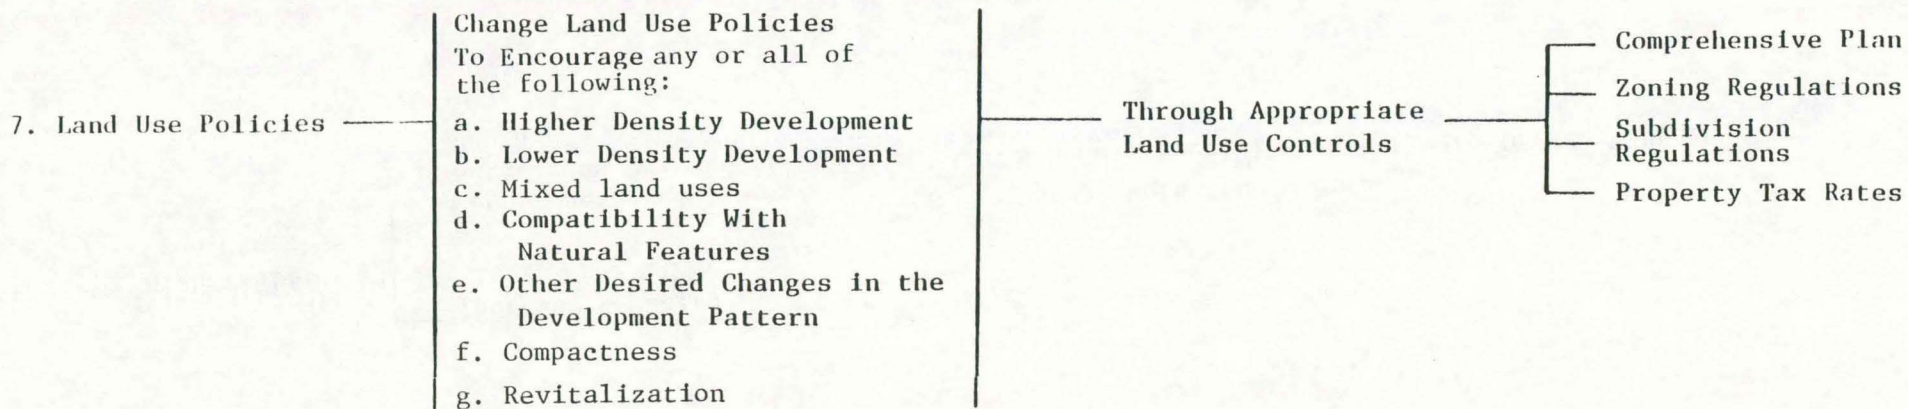 7. Land Use Policies
Change Land Use Policies
To Encourage any or all of
the following:
a. Higher Density Development
b. Lower Density Development
c. Mixed land uses
d. Compatibility With
Natural Features
e. Other Desired Changes in the
Development Pattern
f. Compactness
g. Revitalization
Through Appropriate
Land Use Controls
Comprehensive Plan
Zoning Regulations
Subdivision
Regulations
Property Tax Rates